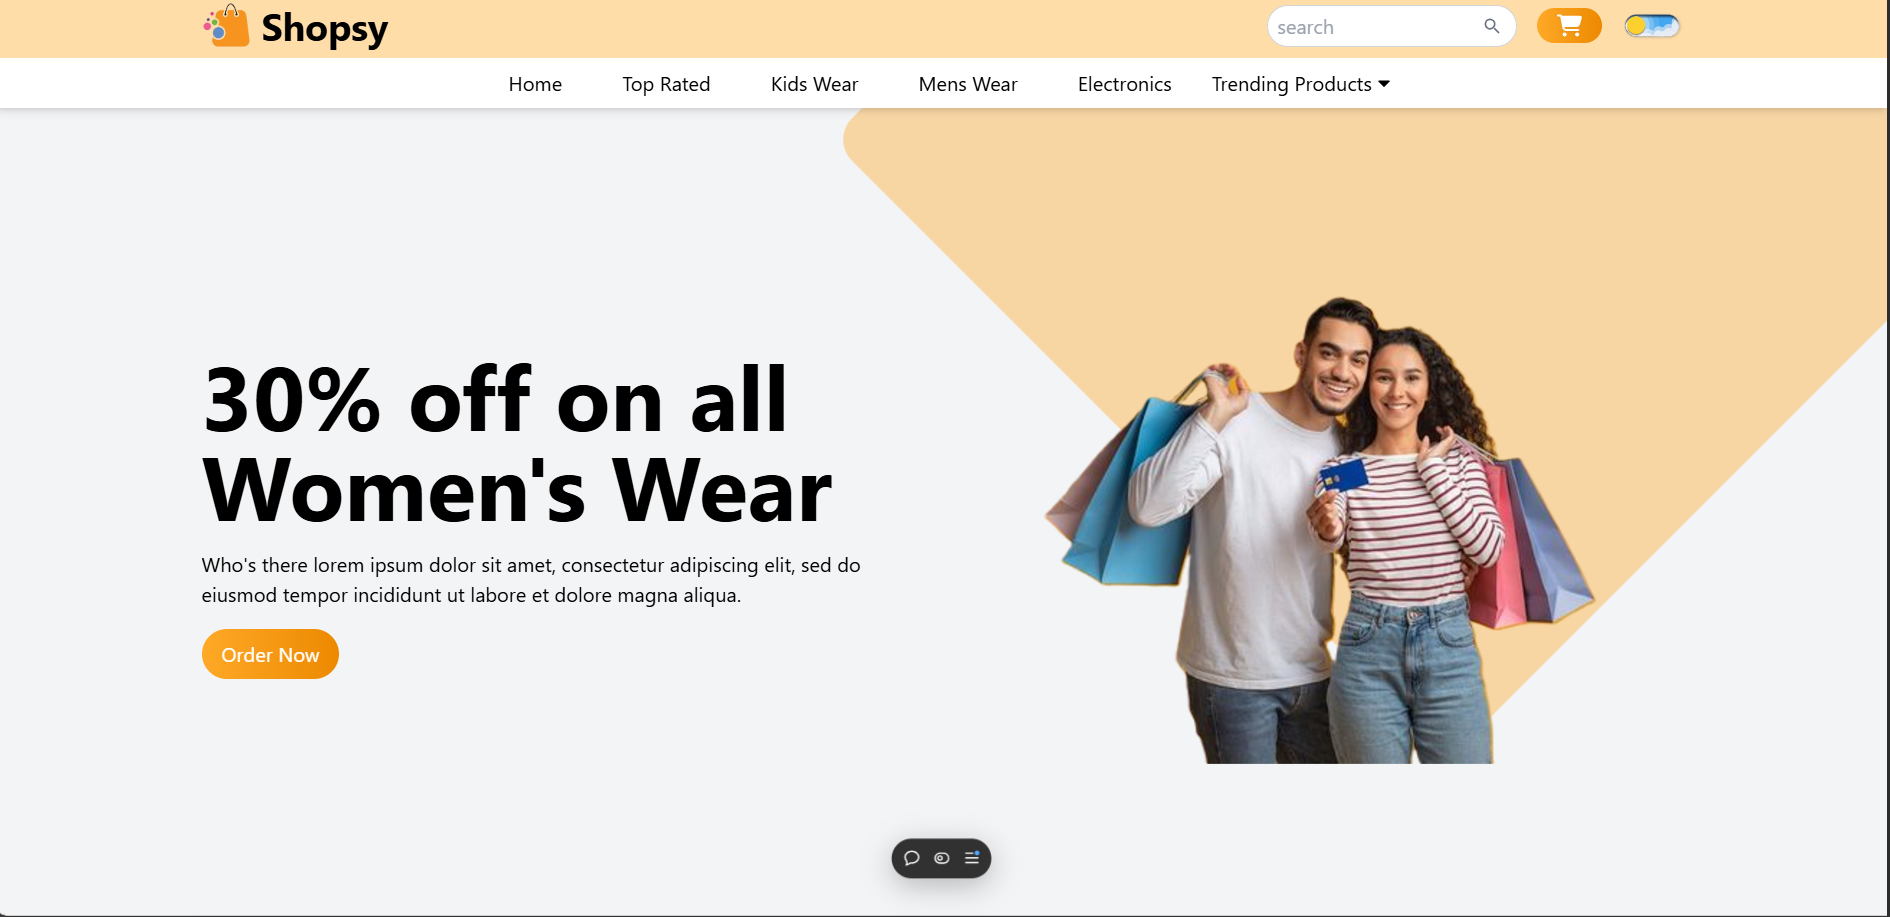 Shopsy
search
Home Top Rated Kids Wear Mens Wear Electronics Trending Products
30% off on all
Women's Wear
Who's there lorem ipsum dolor sit amet, consectetur adipiscing elit, sed do
eiusmod tempor incididunt ut labore et dolore magna aliqua.
Order Now